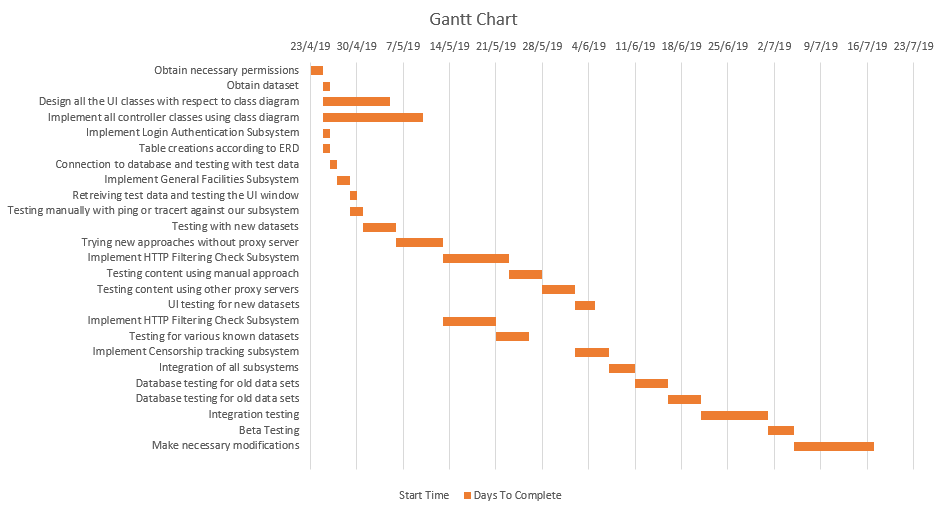 Gantt Chart
23/4/19 30/4/19 7/5/19 14/5/19 21/5/19 28/5/19 4/6/19 11/6/19 18/6/19 25/6/19 2/7/19 9/7/19 16/7/19 23/7/19
Obtain necessary permissions
Obtain dataset
Design all the UI classes with respect to class diagram
Implement all controller classes using class diagram
Implement Login Authentication Subsystem
Table creations according to ERD
Connection to database and testing with test data
Implement General Facilities Subsystem
Retreiving test data and testing the UI window
Testing manually with ping or tracert against our subsystem
Testing with new datasets
Trying new approaches without proxy server
Implement HTTP Filtering Check Subsystem
Testing content using manual approach
Testing content using other proxy servers
UI testing for new datasets
Implement HTTP Filtering Check Subsystem
Testing for various known datasets
Implement Censorship tracking subsystem
Integration of all subsystems
Database testing for old data sets
Database testing for old data sets
Integration testing
Beta Testing
Make necessary modifications
Start Time Days To Complete